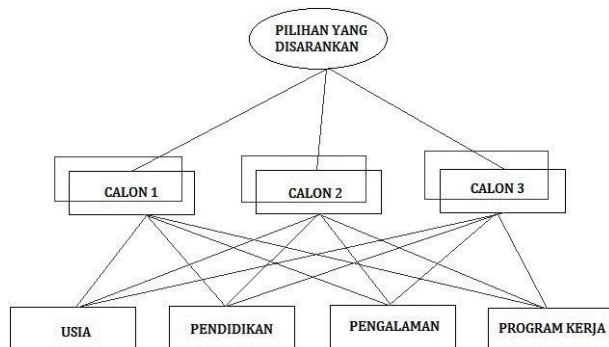 PILIHAN YANG
DISARANKAN
CALON 1
CALON 2
CALON 3
USIA
PENDIDIKAN
PENGALAMAN
PROGRAM KERJA